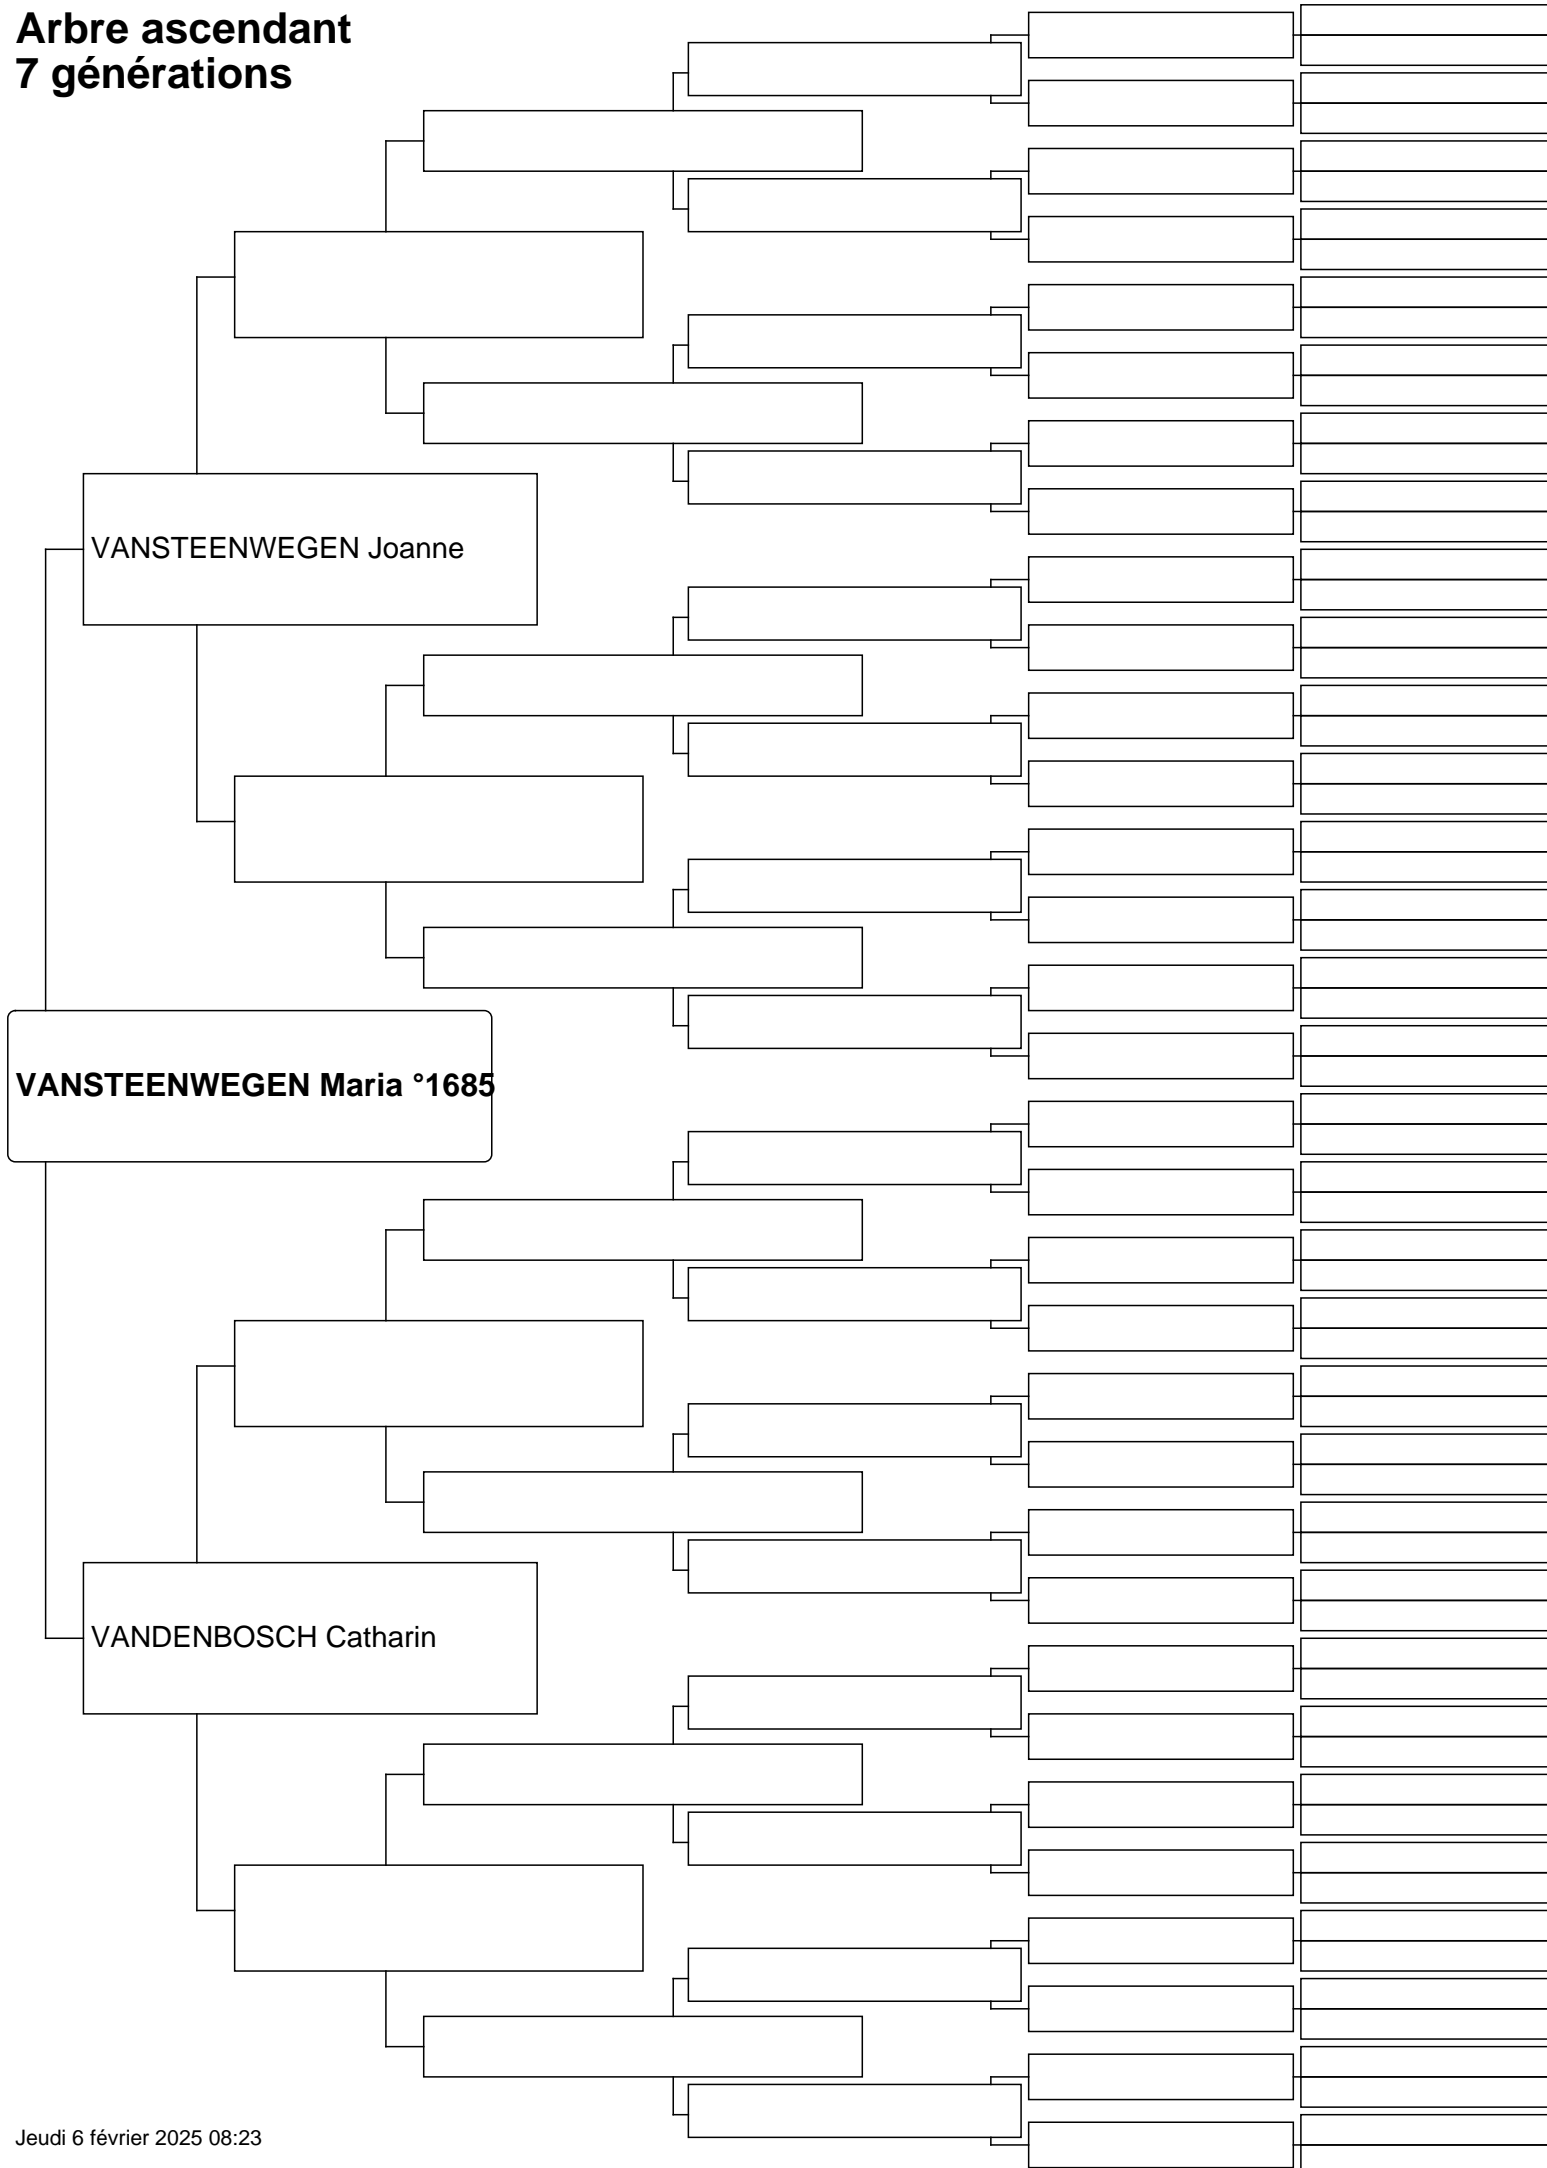 Arbre ascendant
7 générations
VANSTEENWEGEN Joanne
VANSTEENWEGEN Maria °1685
VANDENBOSCH Catharin
Jeudi 6 février 2025 08:23